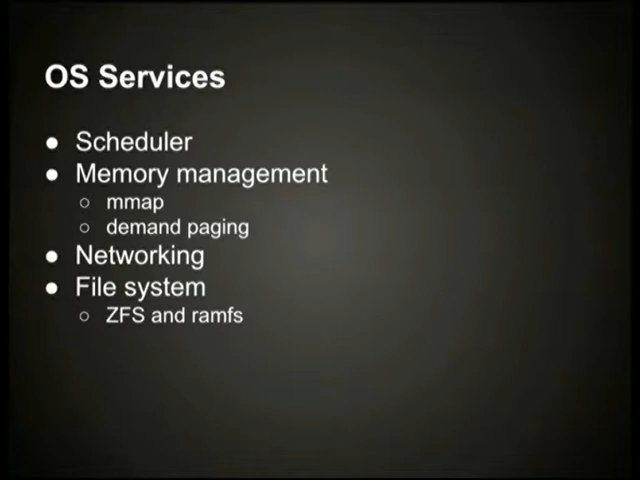 OS Services
● Scheduler
● Memory management
○ mmap
○ demand paging
● Networking
● File system
○ ZFS and ramfs